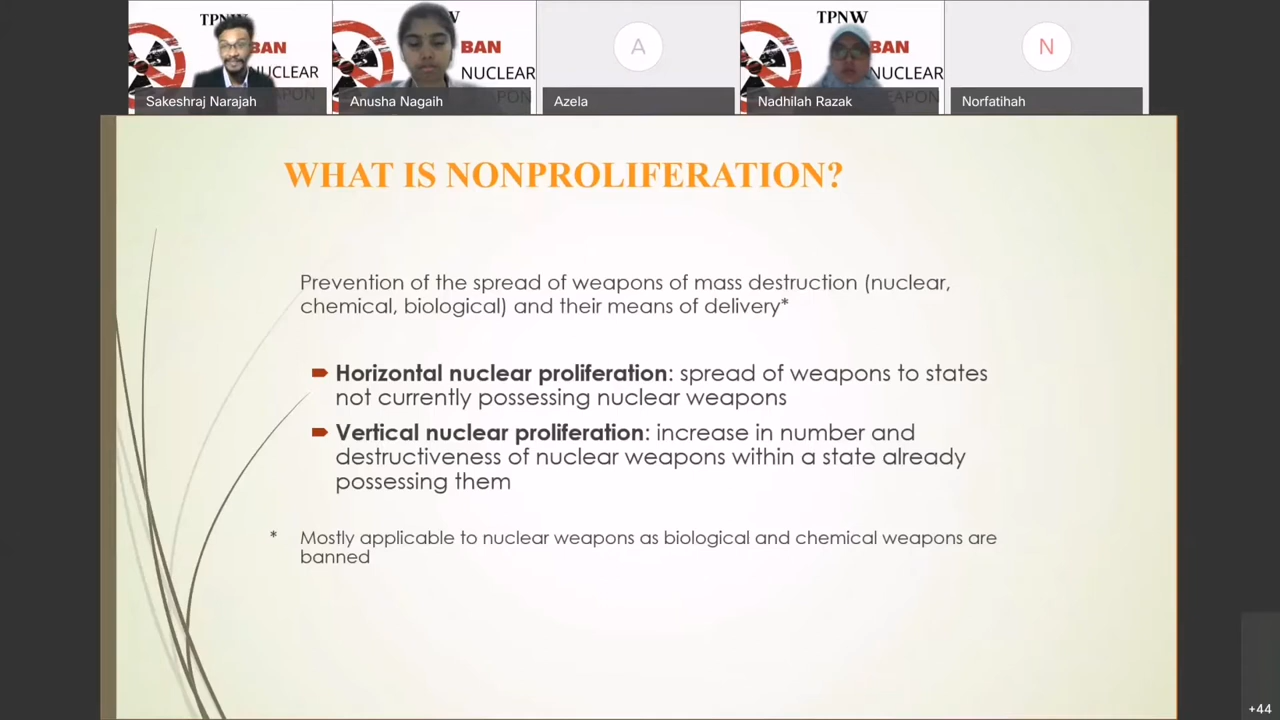 TPNW
BAN
NUCLEAR
Sakeshraj Narajah
NUCLEAR
Anusha Nagaih
A
Azela
TPNW
BAN
NUCLEAR
Nadhilah Razak
N
Norfatihah
WHAT IS NONPROLIFERATION?
Prevention of the spread of weapons of mass destruction (nuclear,
chemical, biological) and their means of delivery*
Horizontal nuclear proliferation: spread of weapons to states
not currently possessing nuclear weapons
Vertical nuclear proliferation: increase in number and
destructiveness of nuclear weapons within a state already
possessing them
* Mostly applicable to nuclear weapons as biological and chemical weapons are
banned
+44